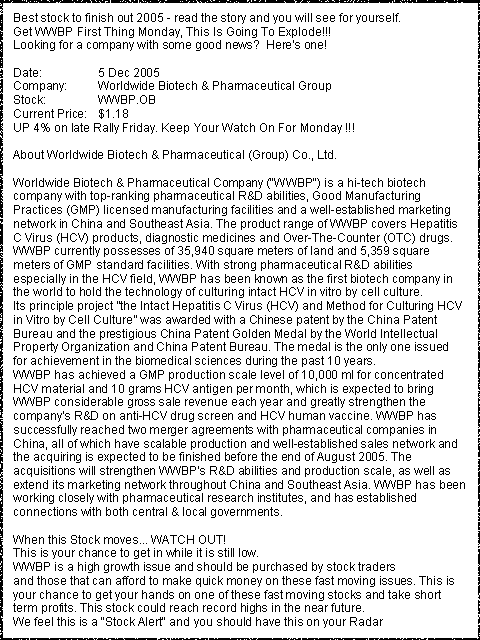 Best stock to finish out 2005 - read the story and you will see for yourself.
Get WWBP First Thing Monday, This Is Going To Explode!!!
Looking for a company with some good news?  Here's one!
Date: 5 Dec 2005
Company: Worldwide Biotech & Pharmaceutical Group
Stock: WWBP.OB
Current Price: $1.18
UP 4% on late Rally Friday. Keep Your Watch On For Monday !!!
About Worldwide Biotech & Pharmaceutical (Group) Co., Ltd.
Worldwide Biotech & Pharmaceutical Company ("WWBP") is a hi-tech biotech
company with top-ranking pharmaceutical R&D abilities, Good Manufacturing
Practices (GMP) licensed manufacturing facilities and a well-established marketing
network in China and Southeast Asia. The product range of WWBP covers Hepatitis
C Virus (HCV) products, diagnostic medicines and Over-The-Counter (OTC) drugs.
WWBP currently possesses of 35,940 square meters of land and 5,359 square
meters of GMP standard facilities. With strong pharmaceutical R&D abilities
especially in the HCV field, WWBP has been known as the first biotech company in
the world to hold the technology of culturing intact HCV in vitro by cell culture.
Its principle project "the Intact Hepatitis C Virus (HCV) and Method for Culturing HCV
in Vitro by Cell Culture" was awarded with a Chinese patent by the China Patent
Bureau and the prestigious China Patent Golden Medal by the World Intellectual
Property Organization and China Patent Bureau. The medal is the only one issued
for achievement in the biomedical sciences during the past 10 years.
WWBP has achieved a GMP production scale level of 10,000 ml for concentrated
HCV material and 10 grams HCV antigen per month, which is expected to bring
WWBP considerable gross sale revenue each year and greatly strengthen the
company's R&D on anti-HCV drug screen and HCV human vaccine. WWBP has
successfully reached two merger agreements with pharmaceutical companies in
China, all of which have scalable production and well-established sales network and
the acquiring is expected to be finished before the end of August 2005. The
acquisitions will strengthen WWBP's R&D abilities and production scale, as well as
extend its marketing network throughout China and Southeast Asia. WWBP has been
working closely with pharmaceutical research institutes, and has established
connections with both central & local governments.
When this Stock moves... WATCH OUT!
This is your chance to get in while it is still low.
WWBP is a high growth issue and should be purchased by stock traders
and those that can afford to make quick money on these fast moving issues. This is
your chance to get your hands on one of these fast moving stocks and take short
term profits. This stock could reach record highs in the near future.
We feel this is a "Stock Alert" and you should have this on your Radar